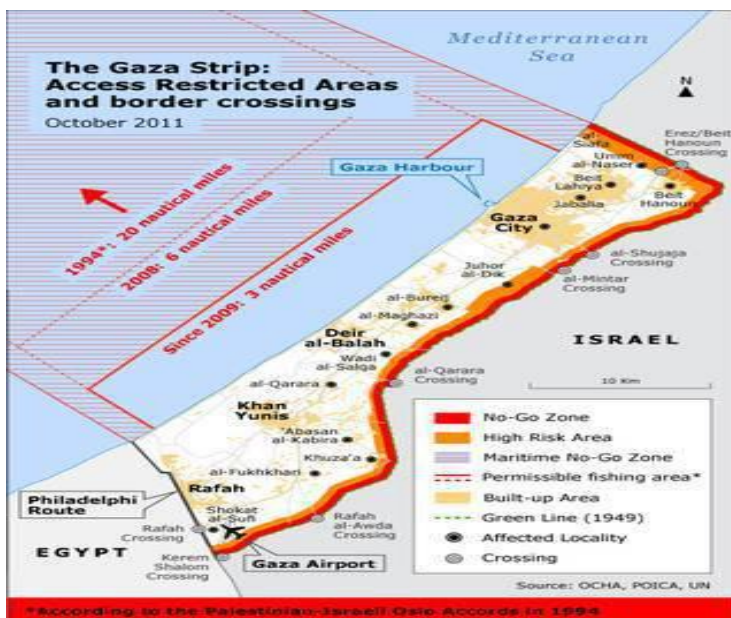 Mediterranean
Sea
The Gaza Strip:
Access Restricted Areas
and border crossings
October 2011
N
al-
Siafa
Erez/Beit
Hanoun
Crossing
Umm
al-Naser
Gaza Harbour
Beit
Lahiya
Jabalia
Beit
Hanoun
1994*: 20 nautical miles
2008: 6 nautical miles
Since 2009: 3 nautical miles
Gaza
City
al-Shujaja
Crossing
Juhor
al-Dik
al-Mintar
Crossing
al-Bureij
al-Maghazi
Deir
al-Balah
ISRAEL
Wadi
al-Salqa
al-Qarara
al-Qarara
Crossing
10 Km
Khan
Yunis
'Abasan
al-Kabira
Khuza'a
al-Fukhkhari
Rafah
Philadelphi
Route
Shokat
al-Sufi
Rafah
Crossing
Rafah
al-Awda
Crossing
EGYPT
Kerem
Shalom
Crossing
Gaza Airport
No-Go Zone
High Risk Area
Maritime No-Go Zone
Permissible fishing area*
Built-up Area
Green Line (1949)
Affected Locality
Crossing
Source: OCHA, POICA, UN
*According to the Palestinian-Israeli Oslo Accords in 1994